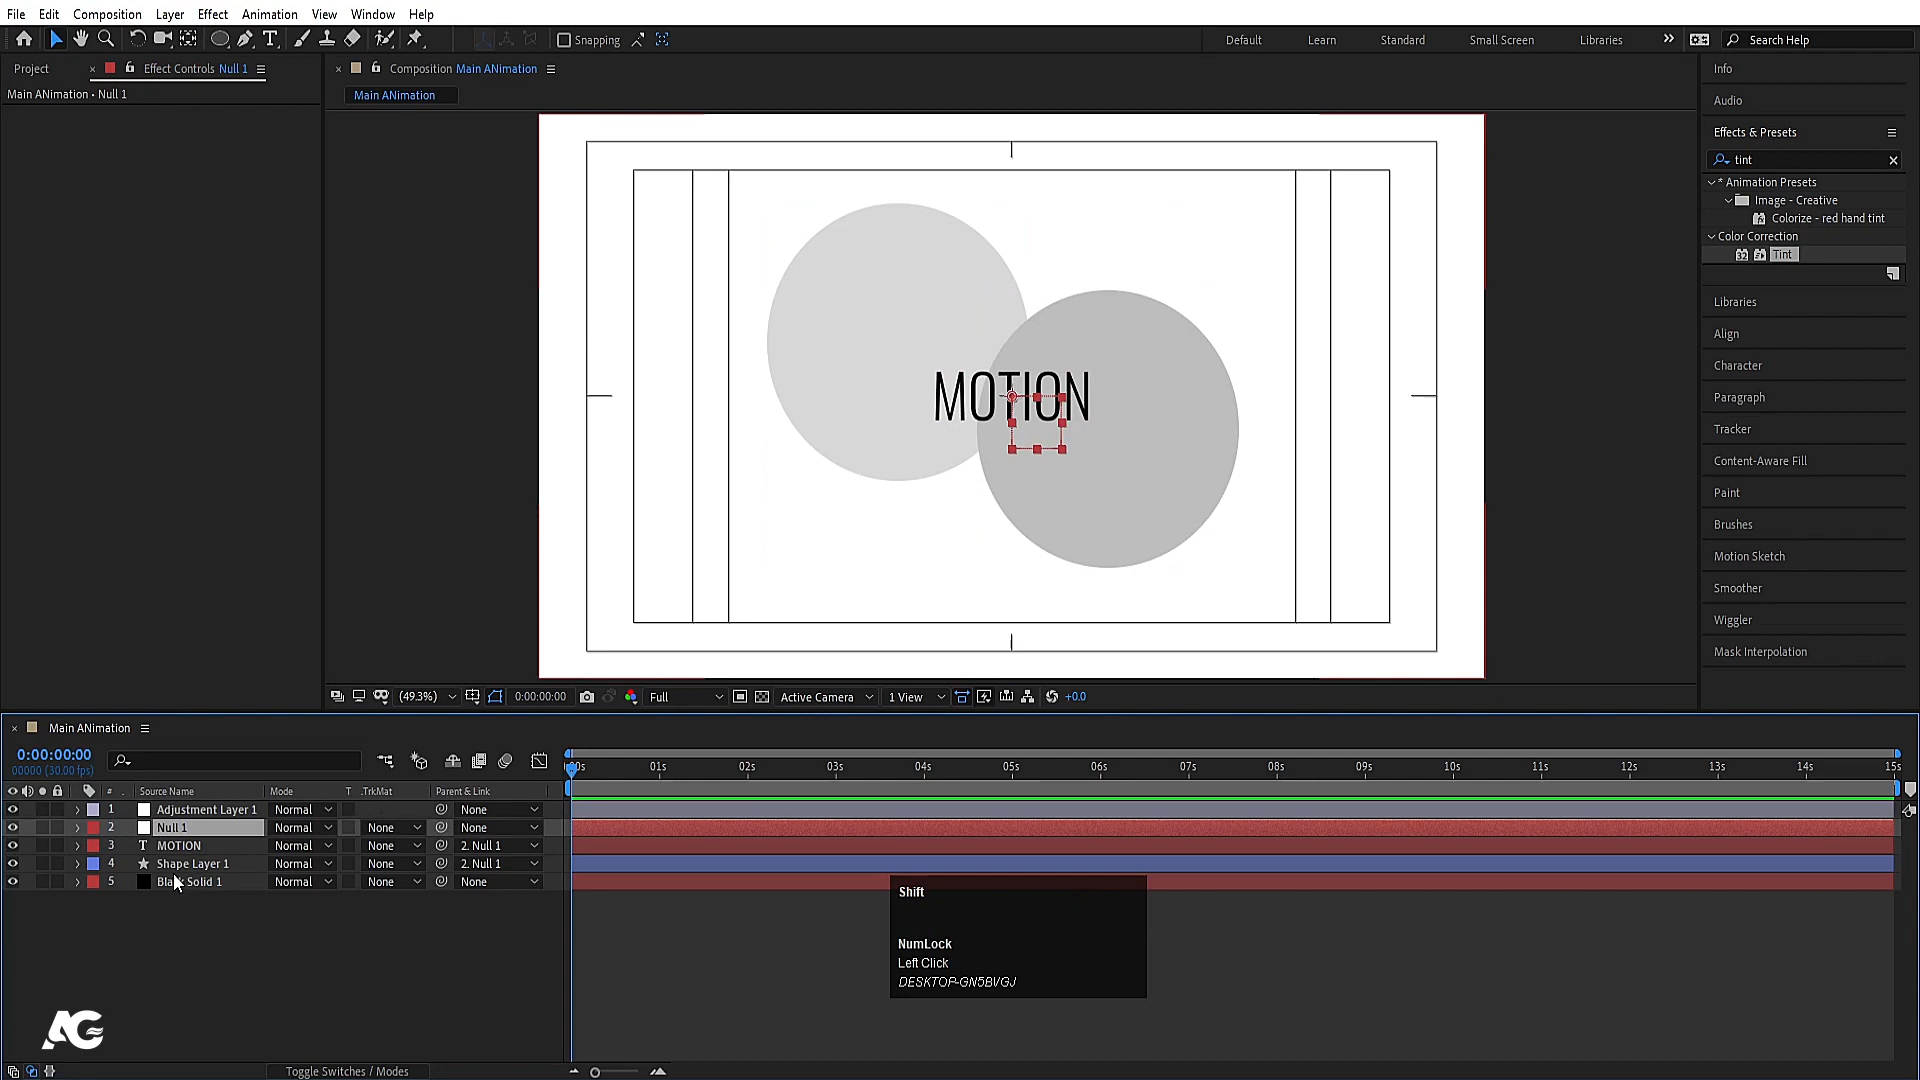 File Edit Composition Layer Effect Animation View Window Help
Snapping Default Learn Standard Small Screen Libraries Search Help
Project Effect Controls Null 1
Main ANimation • Null 1
Composition Main ANimation
Main ANimation
MOTION
(49.3%) 0:00:00:00 Full Active Camera 1 View +0.0
Info
Audio
Effects & Presets
tint
* Animation Presets
Image - Creative
Colorize - red hand tint
Color Correction
32 Tint
Libraries
Align
Character
Paragraph
Tracker
Content-Aware Fill
Paint
Brushes
Motion Sketch
Smoother
Wiggler
Mask Interpolation
Main ANimation
0:00:00:00
00000 (30.00 fps)
01s 02s 03s 04s 05s 06s 07s 08s 09s 10s 11s 12s 13s 14s 15s
# Source Name Mode T .TrkMat Parent & Link
1 Adjustment Layer 1 Normal None
2 Null 1 Normal None None
3 T MOTION Normal None 2. Null 1
4 Shape Layer 1 Normal None 2. Null 1
5 Solid 1 Normal None None
Shift
NumLock
Left Click
DESKTOP-GN5BVGJ
AG
Toggle Switches / Modes